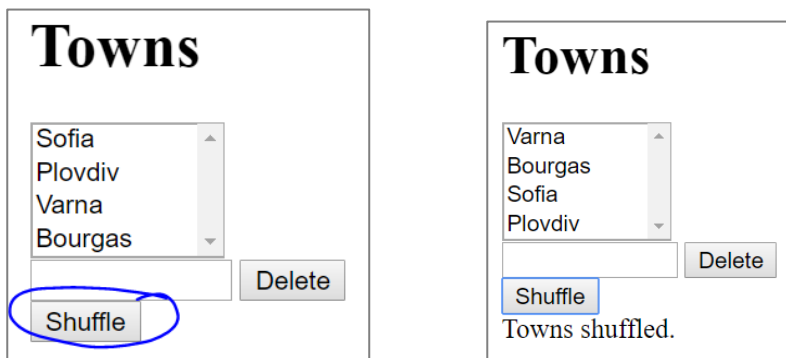 Towns
Sofia
Plovdiv
Varna
Bourgas
Delete
Shuffle
Towns
Varna
Bourgas
Sofia
Plovdiv
Delete
Shuffle
Towns shuffled.